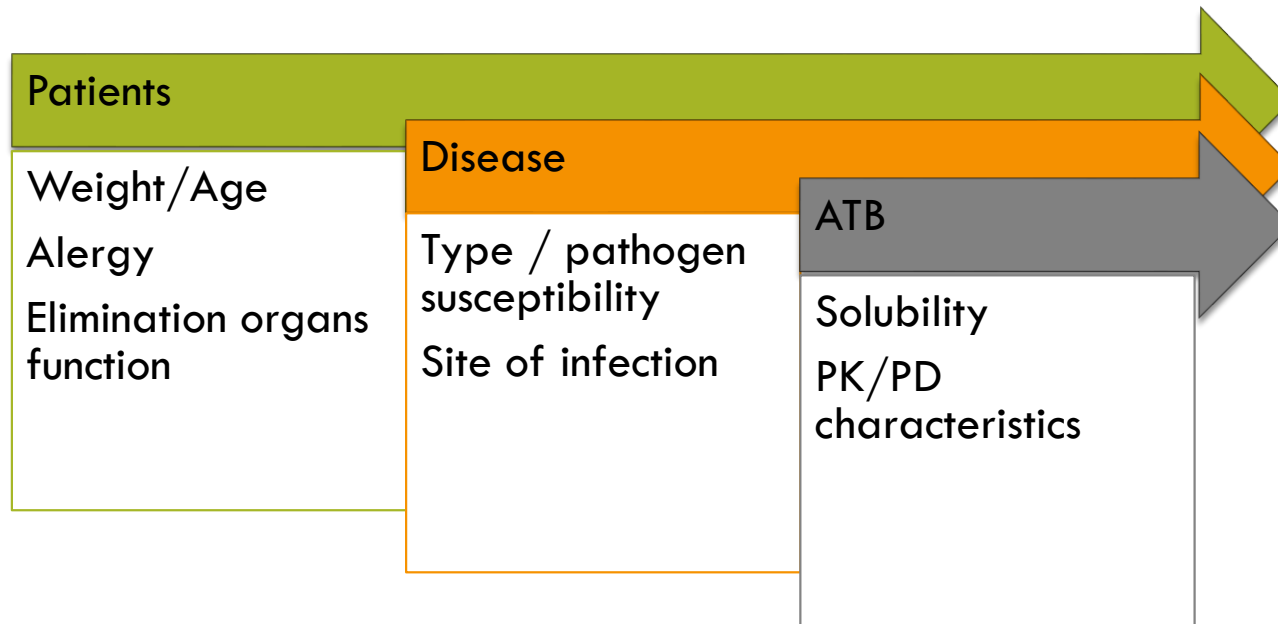 Patients
Weight/Age
Alergy
Elimination organs
function
Disease
Type / pathogen
susceptibility
Site of infection
ATB
Solubility
PK/PD
characteristics